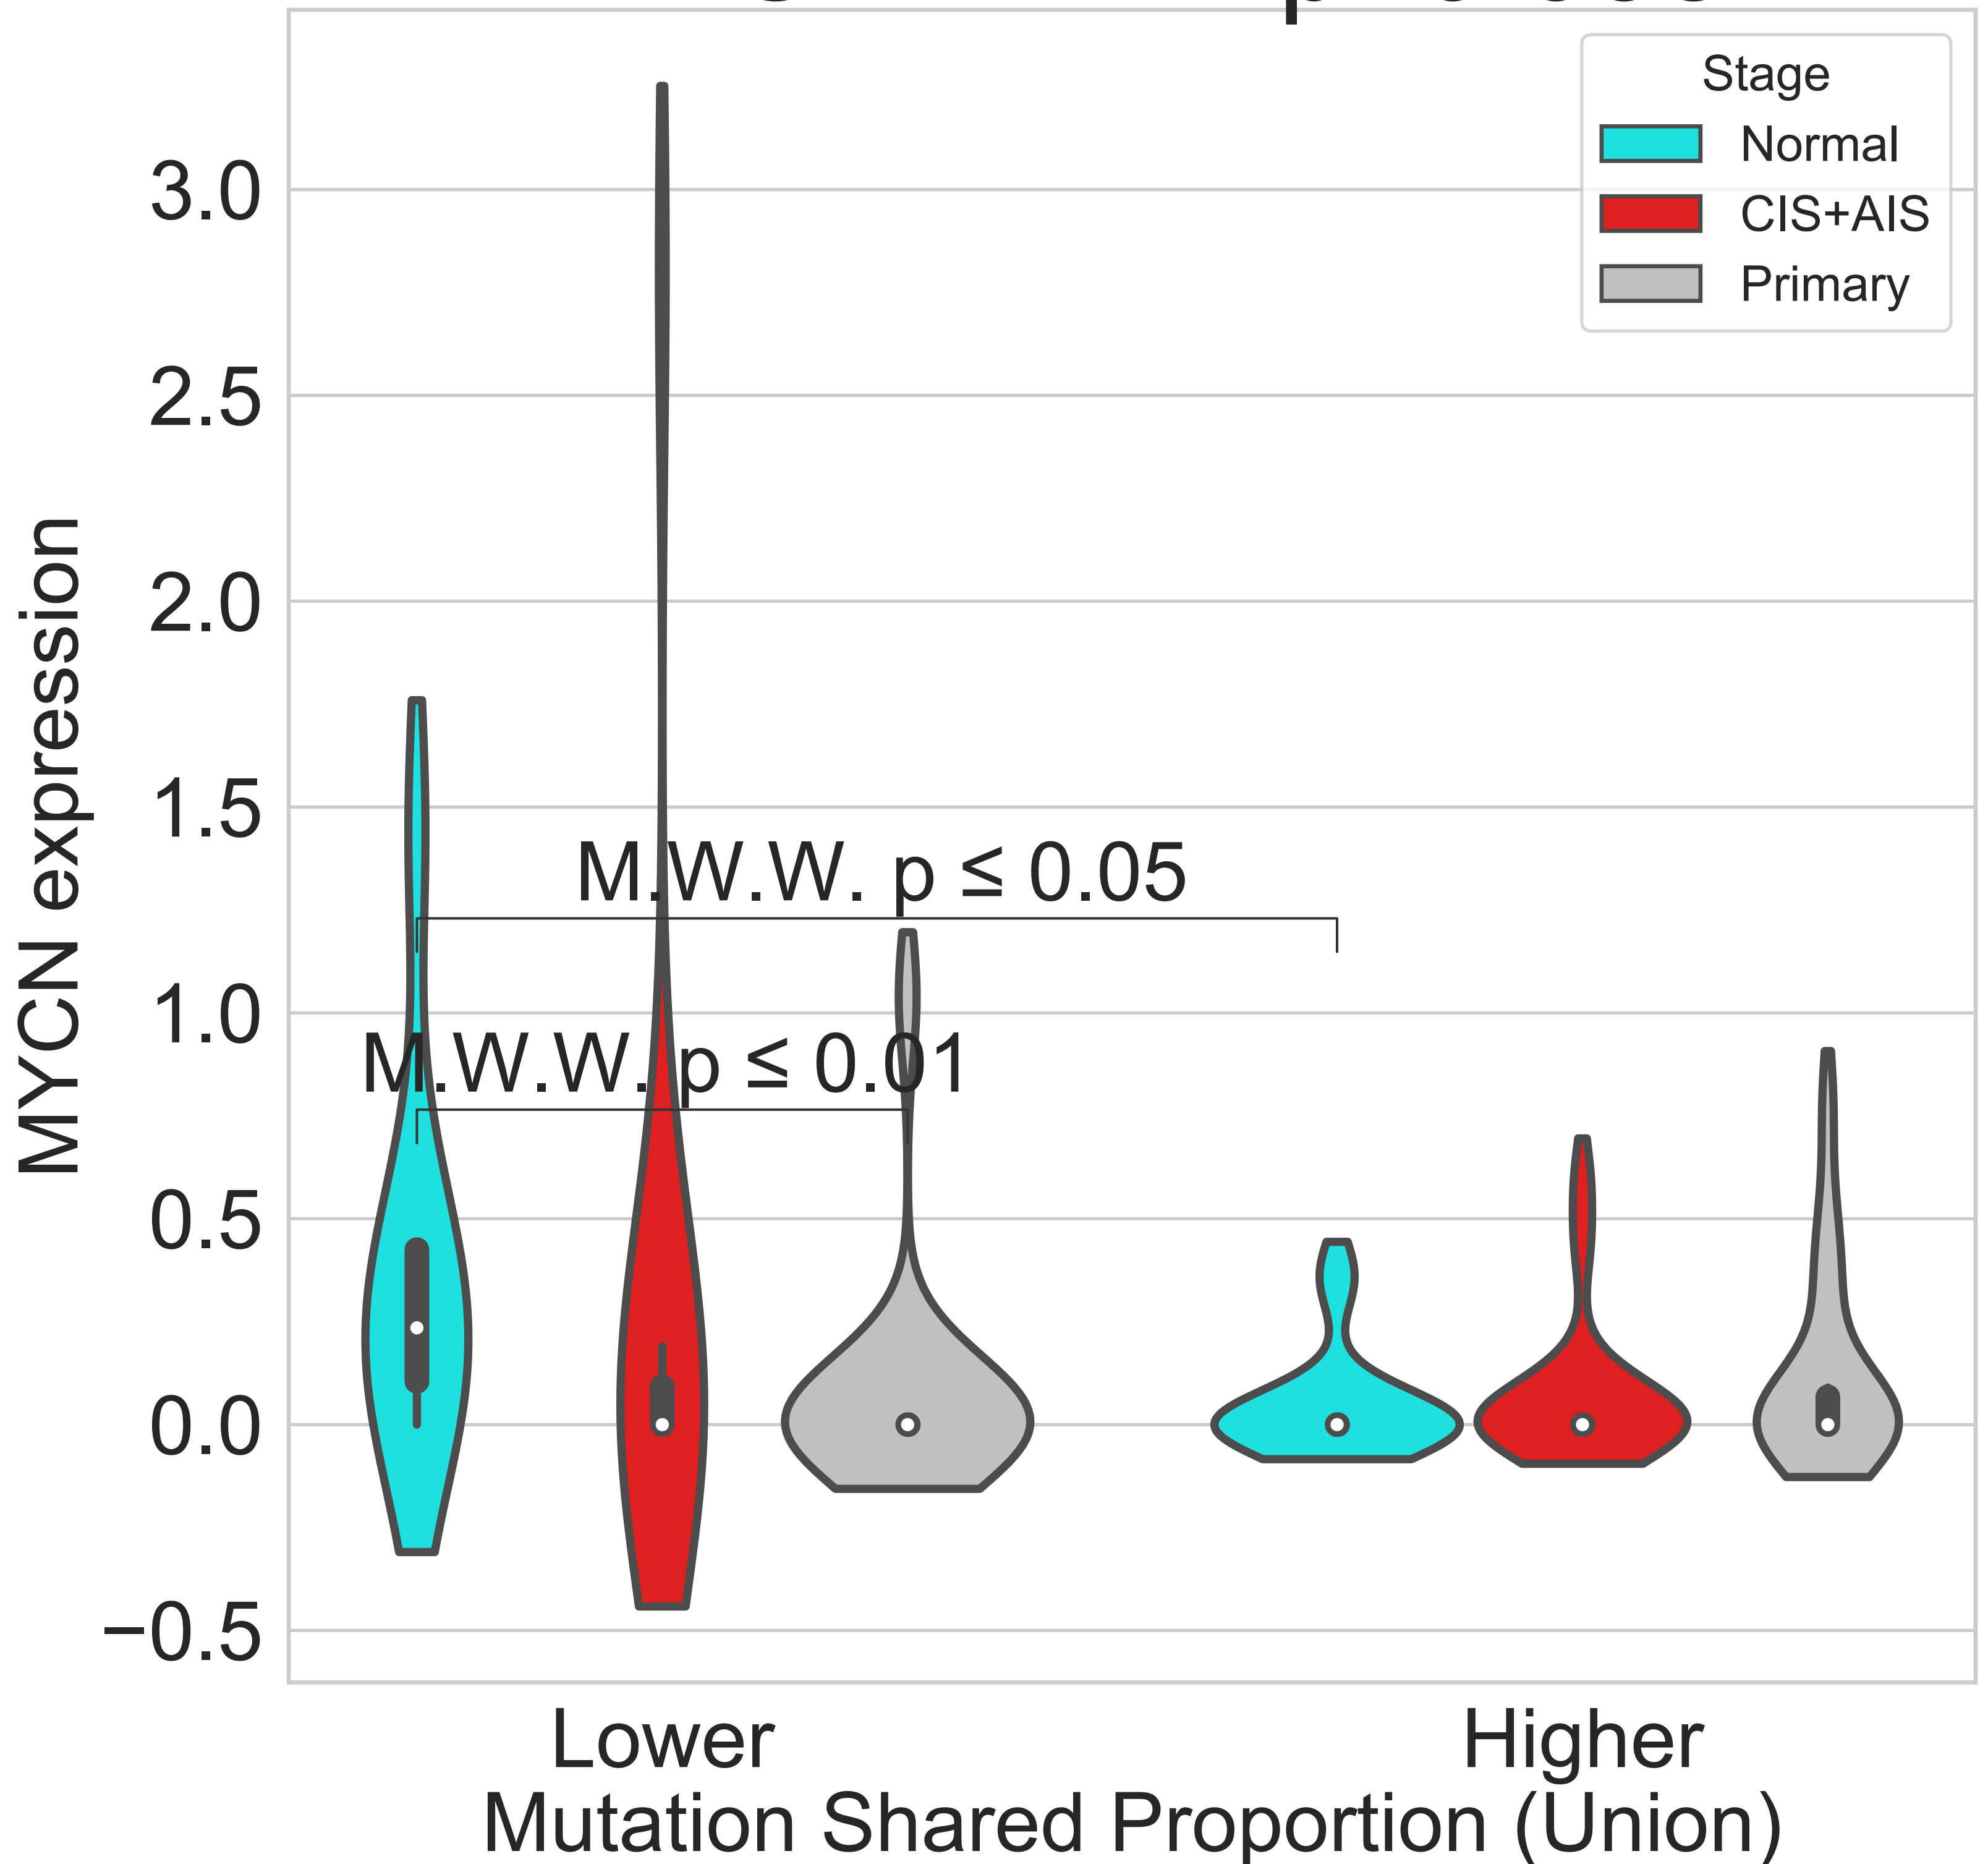 Stage
Normal
CIS+AIS
Primary
MYCN expression
3.0
2.5
2.0
1.5
1.0
0.5
0.0
−0.5
M.W.W. p ≤ 0.05
M.W.W. p ≤ 0.01
Lower
Higher
Mutation Shared Proportion (Union)